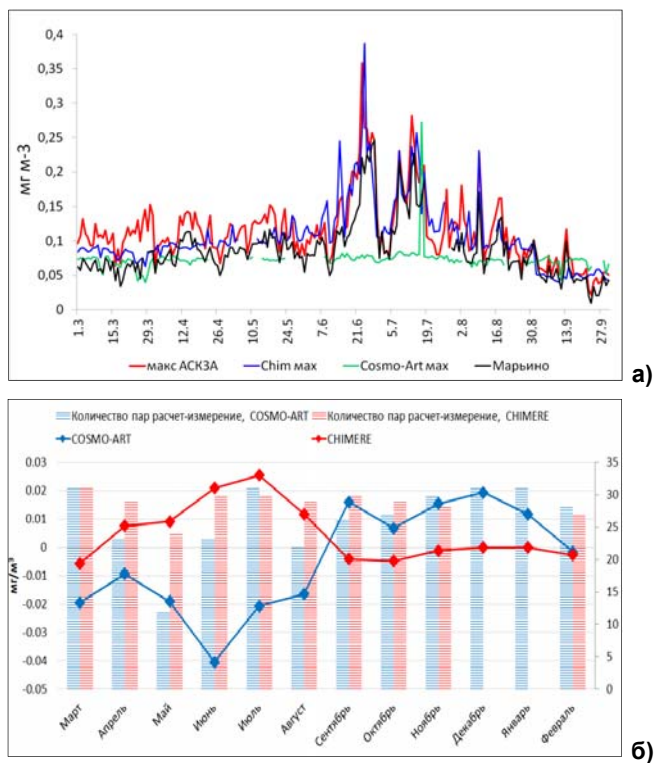 0,4
0,35
0,3
0,25
0,2
0,15
0,1
0,05
0
мг м-3
1.3 15.3 29.3 12.4 26.4 10.5 24.5 7.6 21.6 5.7 19.7 2.8 16.8 30.8 13.9 27.9
макс АСКЗА Chim мах Cosmo-Art мах Марьино
а)
Количество пар расчет-измерение, COSMO-ART Количество пар расчет-измерение, CHIMERE
COSMO-ART CHIMERE
0.03 35
0.02 30
0.01 25
0 20
-0.01 15
-0.02
-0.03 10
-0.04 5
-0.05 0
мг/м³
Март Апрель Май Июнь Июль Август Сентябрь Октябрь Ноябрь Декабрь Январь Февраль
б)